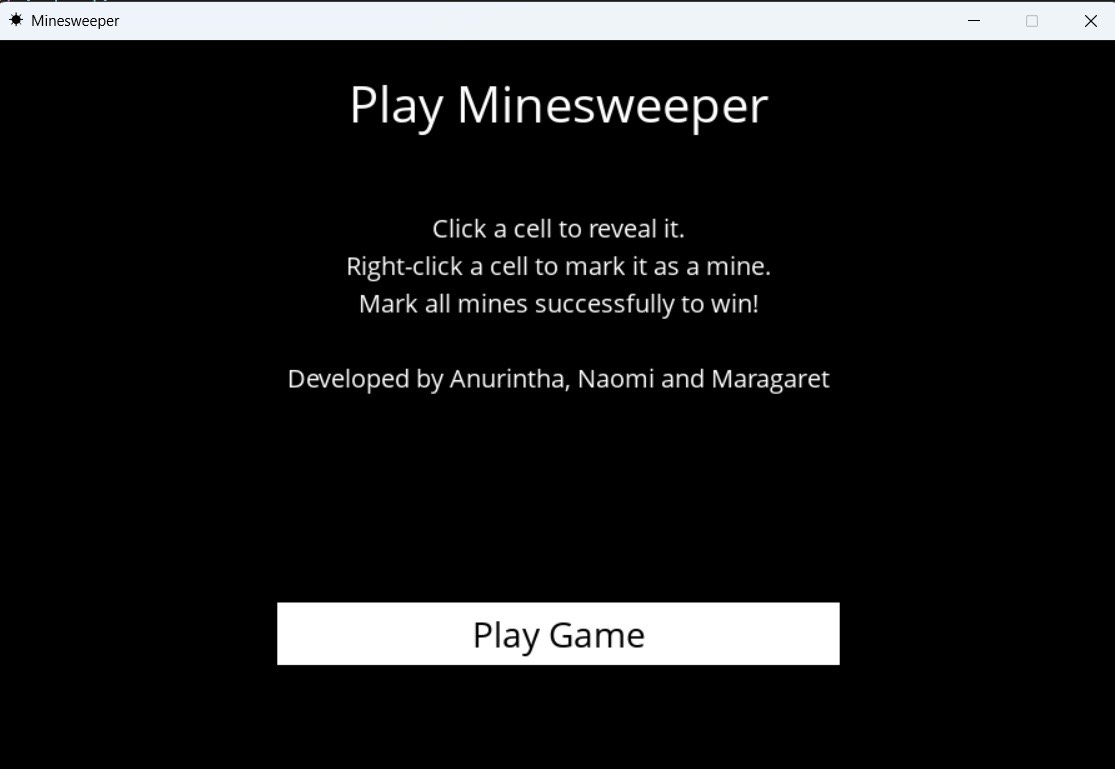 Minesweeper
Play Minesweeper
Click a cell to reveal it.
Right-click a cell to mark it as a mine.
Mark all mines successfully to win!
Developed by Anurintha, Naomi and Maragaret
Play Game